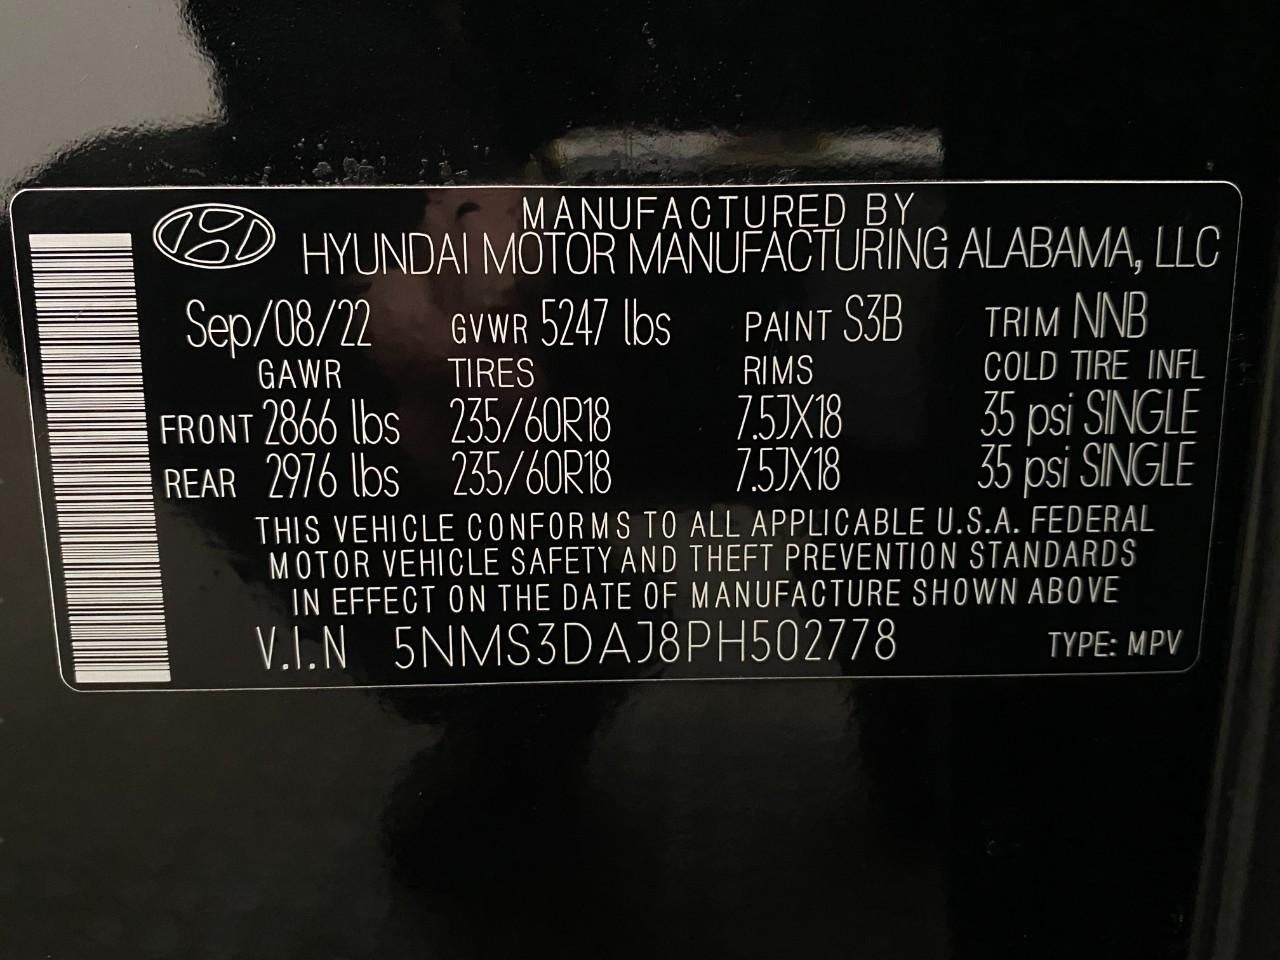 MANUFACTURED BY
HYUNDAI MOTOR MANUFACTURING ALABAMA, LLC
Sep/08/22 GVWR 5247 lbs PAINT S3B TRIM NNB
GAWR TIRES RIMS COLD TIRE INFL
FRONT 2866 lbs 235/60R18 7.5JX18 35 psi SINGLE
REAR 2976 lbs 235/60R18 7.5JX18 35 psi SINGLE
THIS VEHICLE CONFORMS TO ALL APPLICABLE U.S.A. FEDERAL
MOTOR VEHICLE SAFETY AND THEFT PREVENTION STANDARDS
IN EFFECT ON THE DATE OF MANUFACTURE SHOWN ABOVE
V.I.N 5NMS3DAJ8PH502778 TYPE: MPV